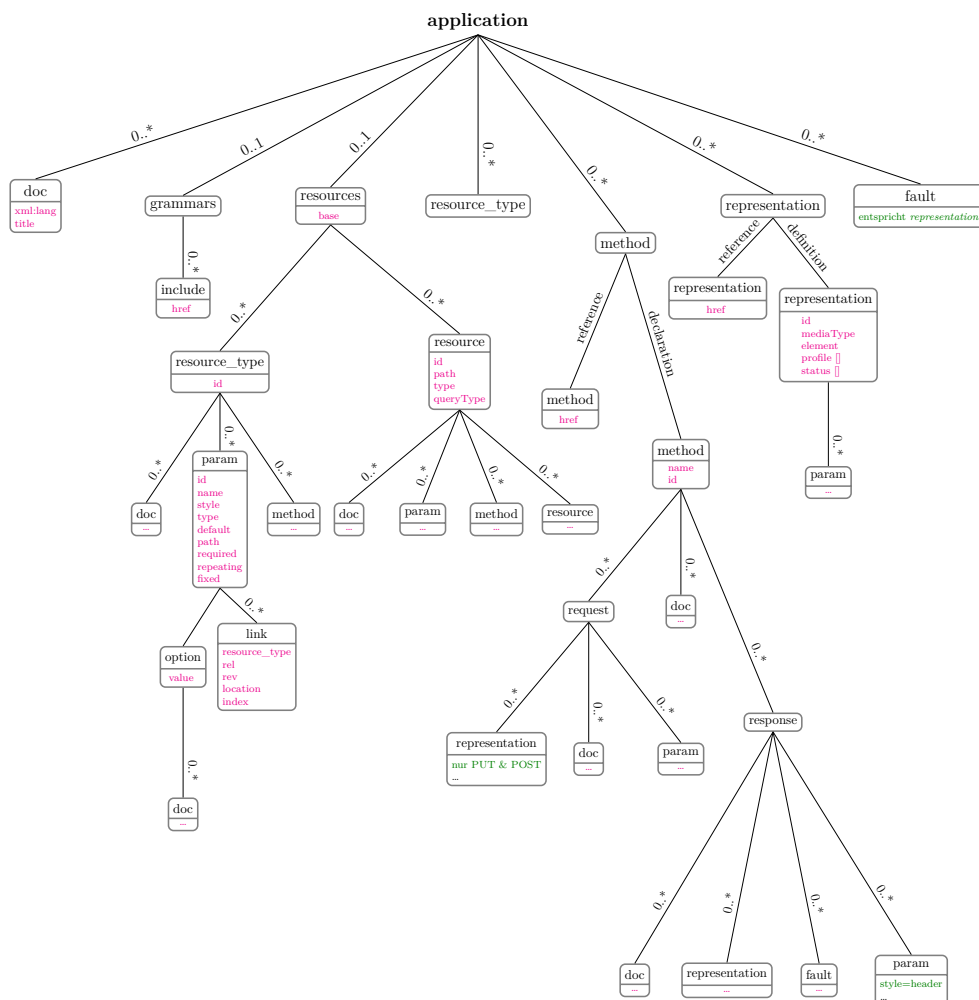 application
0..*
0..1
0..1
0..*
0..*
0..*
0..*
doc
xml:lang
title
grammars
resources
base
resource_type
method
representation
fault
entspricht representation
0..*
include
href
0..*
0..*
reference
declaration
reference
definition
representation
href
representation
id
mediaType
element
profile []
status []
resource_type
id
resource
id
path
type
queryType
method
href
method
name
id
0..*
param
...
0..*
0..*
0..*
doc
...
param
id
name
style
type
default
path
required
repeating
fixed
method
...
0..*
0..*
0..*
0..*
doc
...
param
...
method
...
resource
...
0..*
0..*
0..*
request
doc
...
response
0..*
option
value
link
resource_type
rel
rev
location
index
0..*
doc
...
0..*
0..*
0..*
representation
nur PUT & POST
...
doc
...
param
...
0..*
0..*
0..*
0..*
doc
...
representation
...
fault
...
param
style=header
...